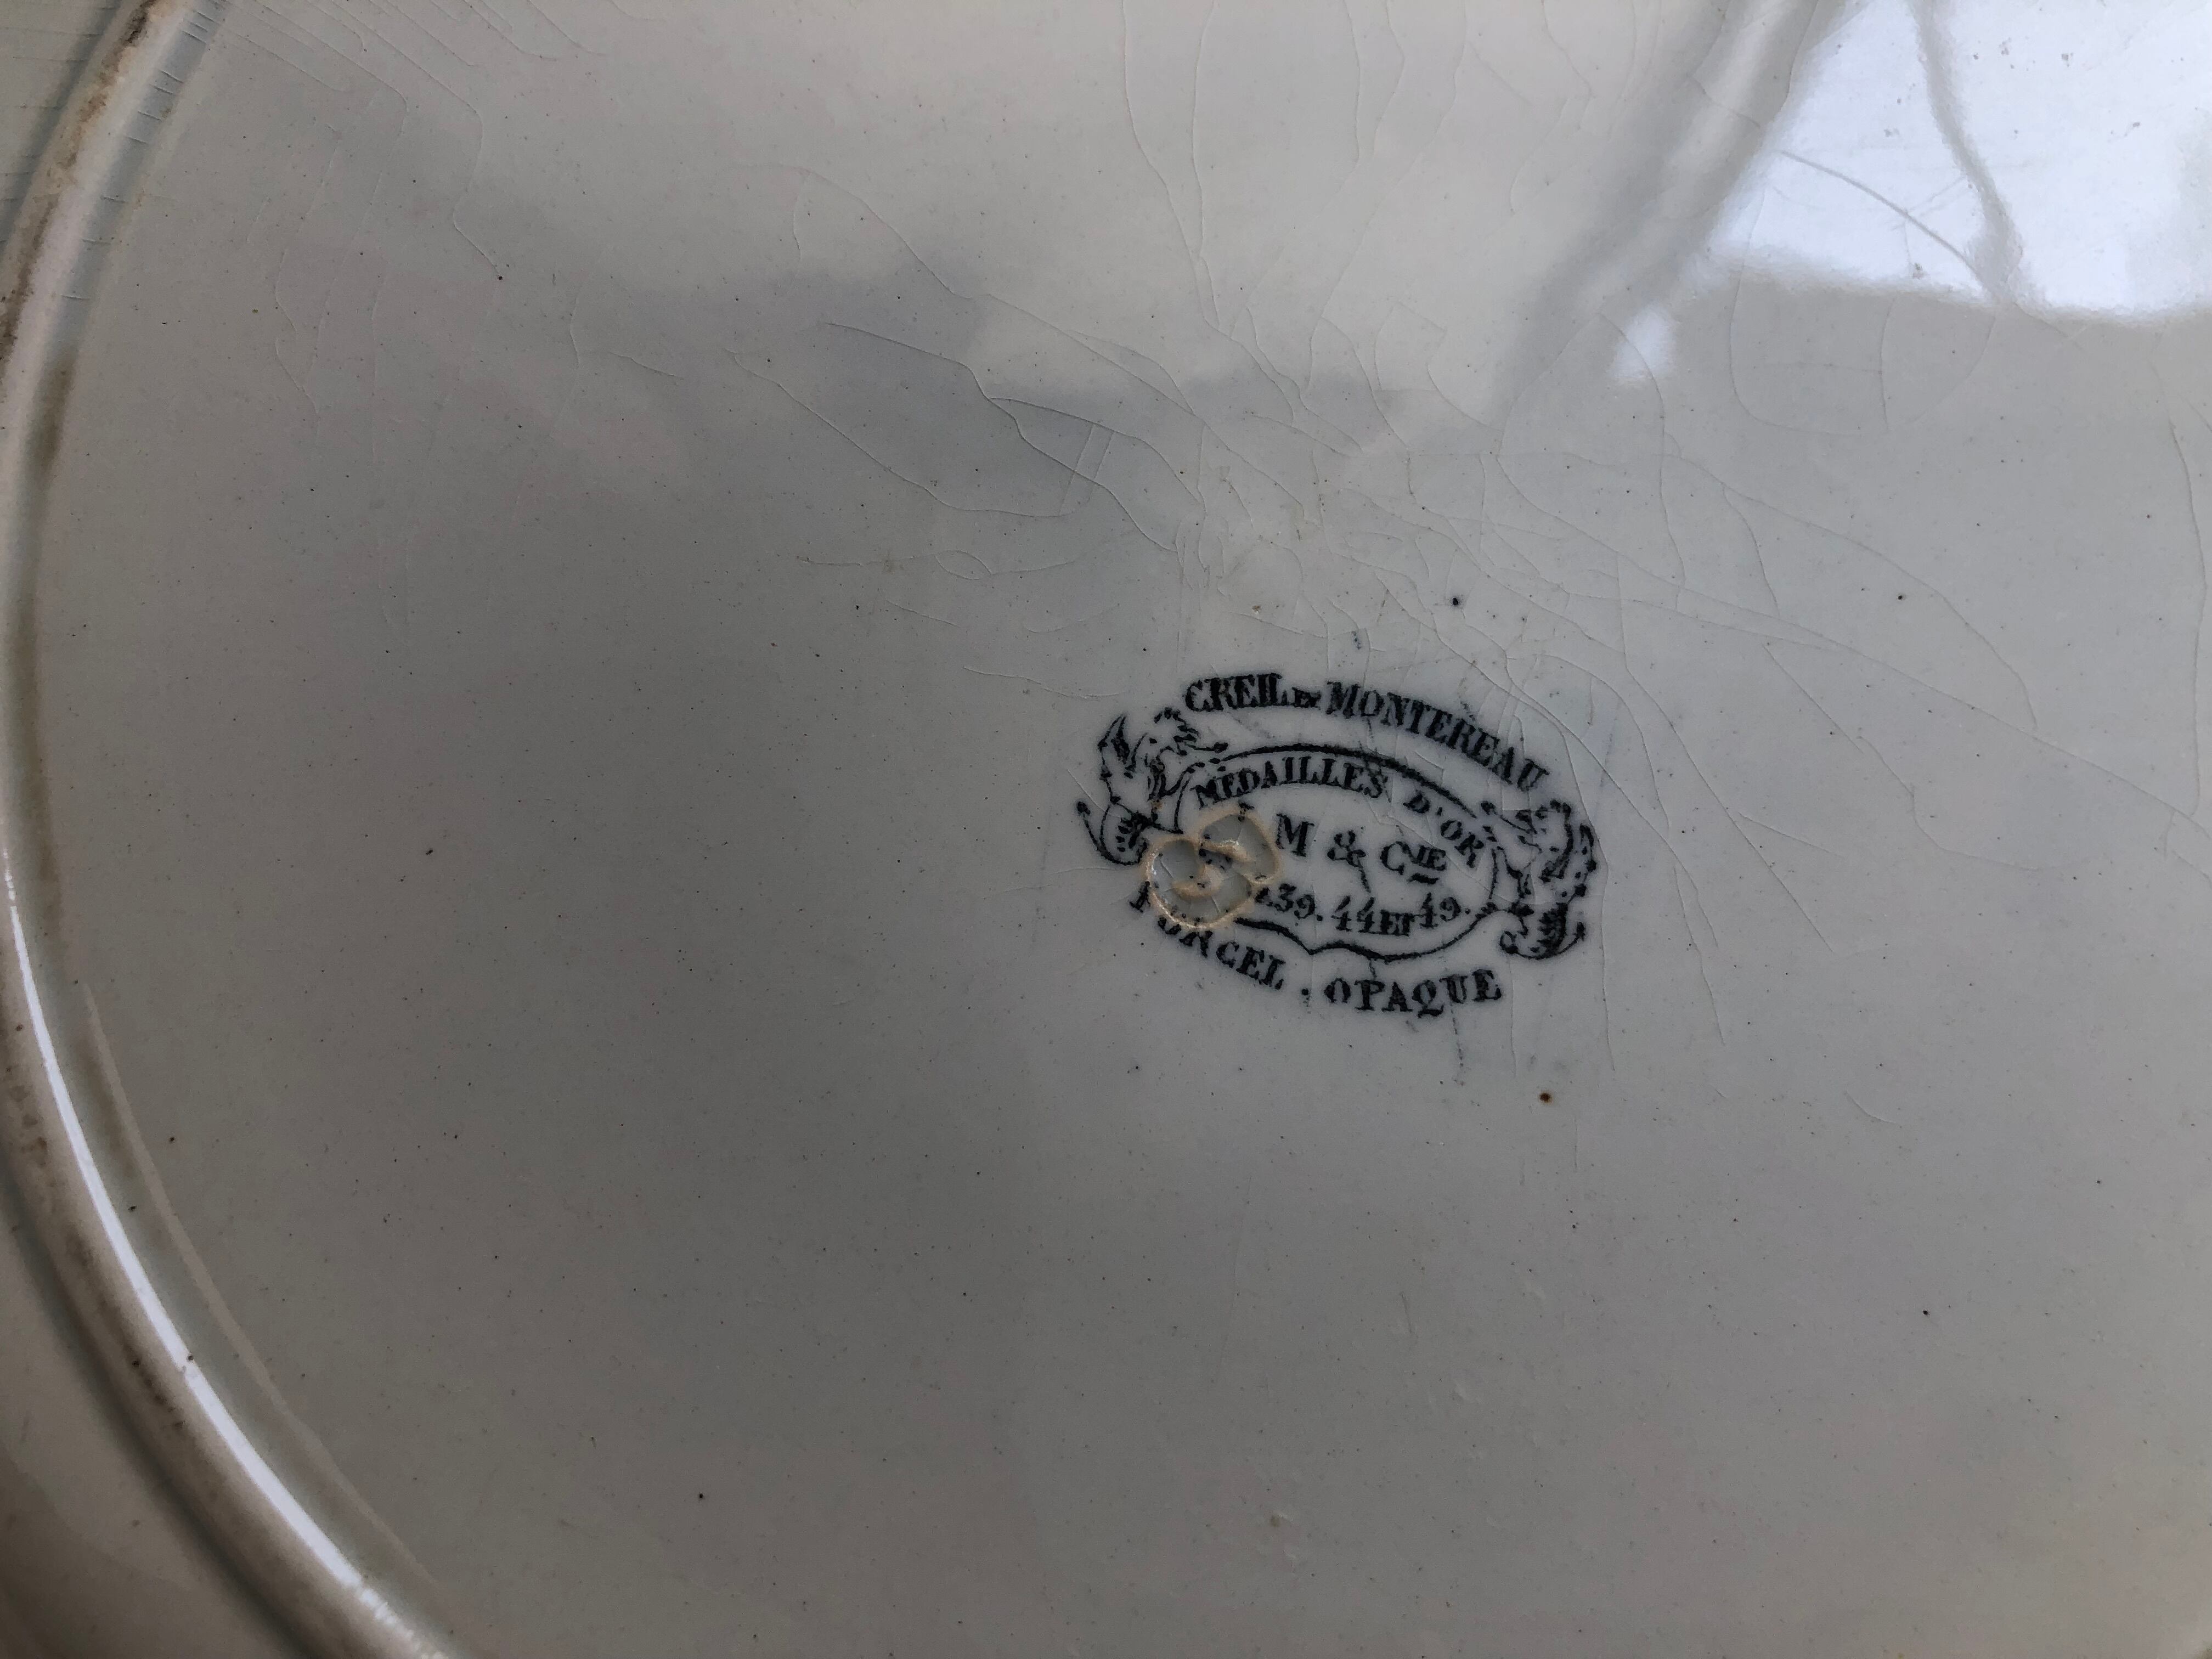 CREIL ET MONTEREAU
MEDAILLES D'OR
M & CIE
39. 44 ET 49.
PORCEL . OPAQUE